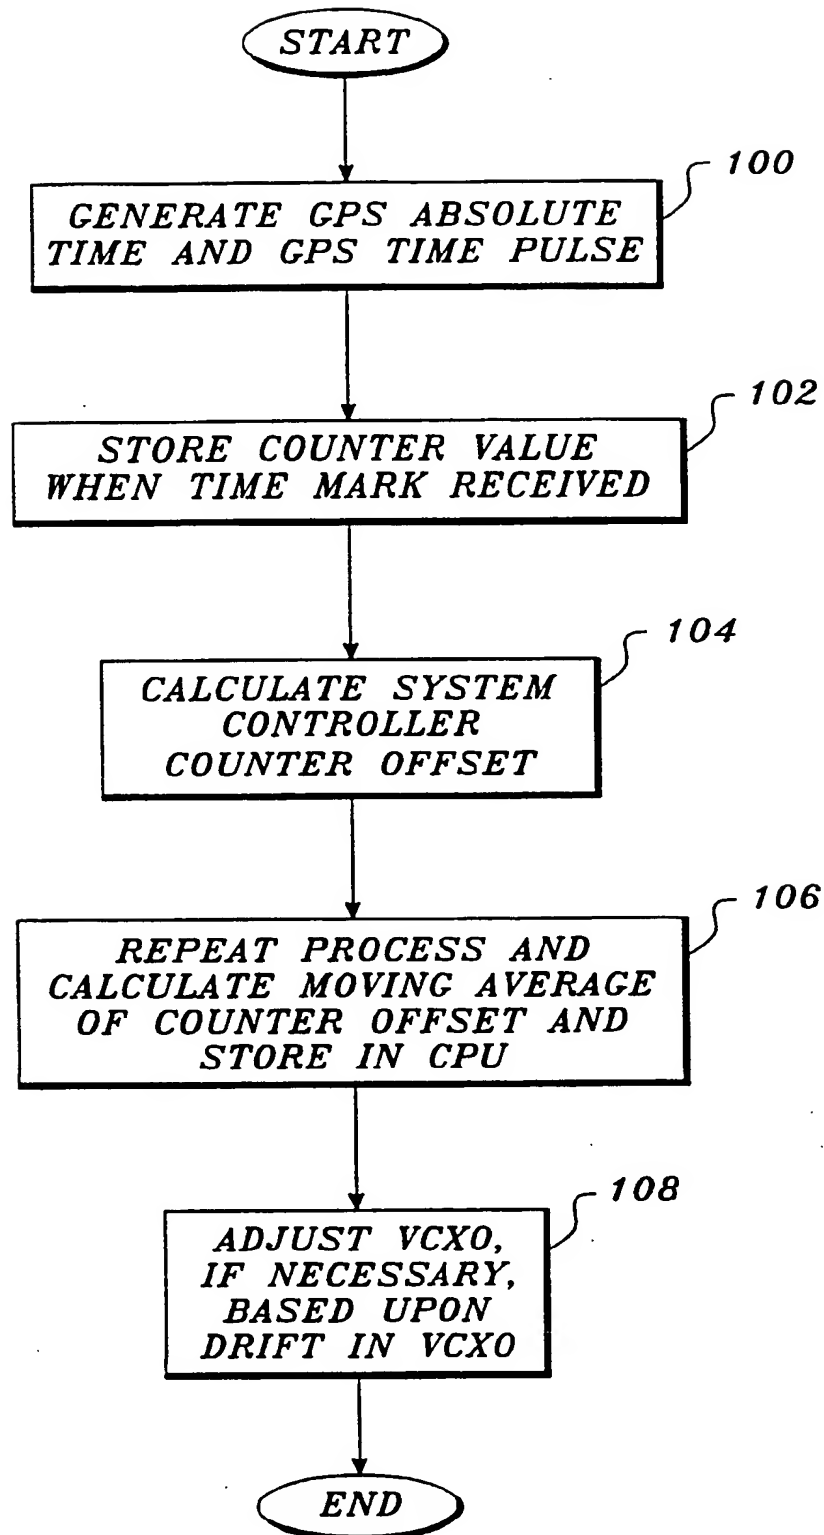 START
100
GENERATE GPS ABSOLUTE
TIME AND GPS TIME PULSE
102
STORE COUNTER VALUE
WHEN TIME MARK RECEIVED
104
CALCULATE SYSTEM
CONTROLLER
COUNTER OFFSET
106
REPEAT PROCESS AND
CALCULATE MOVING AVERAGE
OF COUNTER OFFSET AND
STORE IN CPU
108
ADJUST VCXO,
IF NECESSARY,
BASED UPON
DRIFT IN VCXO
END